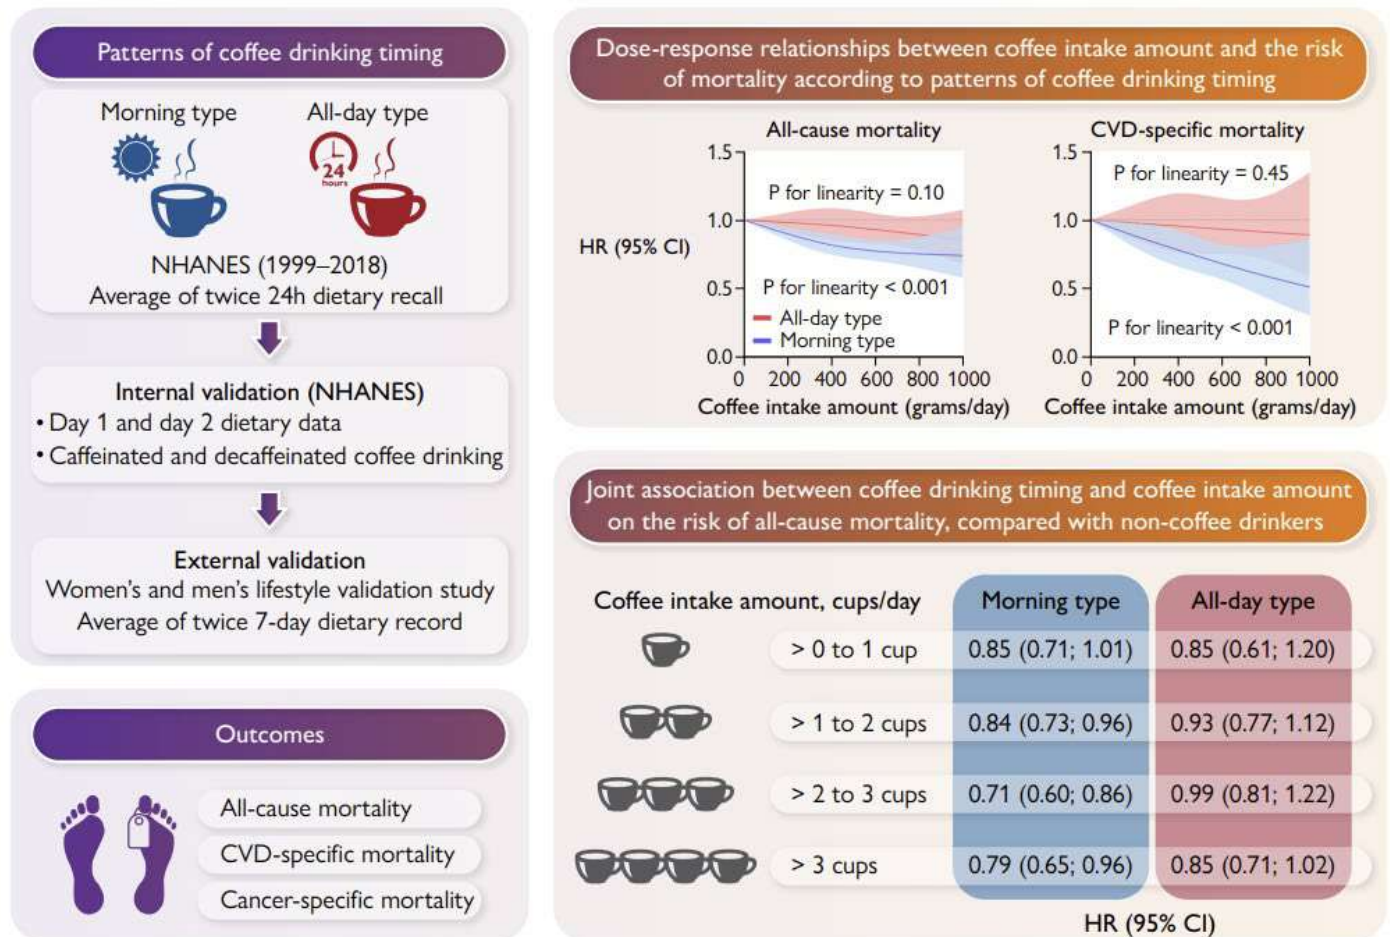 Patterns of coffee drinking timing
Morning type
All-day type
24
hours
NHANES (1999–2018)
Average of twice 24h dietary recall
Internal validation (NHANES)
• Day 1 and day 2 dietary data
• Caffeinated and decaffeinated coffee drinking
External validation
Women's and men's lifestyle validation study
Average of twice 7-day dietary record
Outcomes
All-cause mortality
CVD-specific mortality
Cancer-specific mortality
Dose-response relationships between coffee intake amount and the risk
of mortality according to patterns of coffee drinking timing
All-cause mortality
1.5
P for linearity = 0.10
1.0
HR (95% CI)
0.5
P for linearity < 0.001
All-day type
Morning type
0.0
0 200 400 600 800 1000
Coffee intake amount (grams/day)
CVD-specific mortality
1.5
P for linearity = 0.45
1.0
0.5
P for linearity < 0.001
0.0
0 200 400 600 800 1000
Coffee intake amount (grams/day)
Joint association between coffee drinking timing and coffee intake amount
on the risk of all-cause mortality, compared with non-coffee drinkers
Coffee intake amount, cups/day Morning type All-day type
> 0 to 1 cup 0.85 (0.71; 1.01) 0.85 (0.61; 1.20)
> 1 to 2 cups 0.84 (0.73; 0.96) 0.93 (0.77; 1.12)
> 2 to 3 cups 0.71 (0.60; 0.86) 0.99 (0.81; 1.22)
> 3 cups 0.79 (0.65; 0.96) 0.85 (0.71; 1.02)
HR (95% CI)